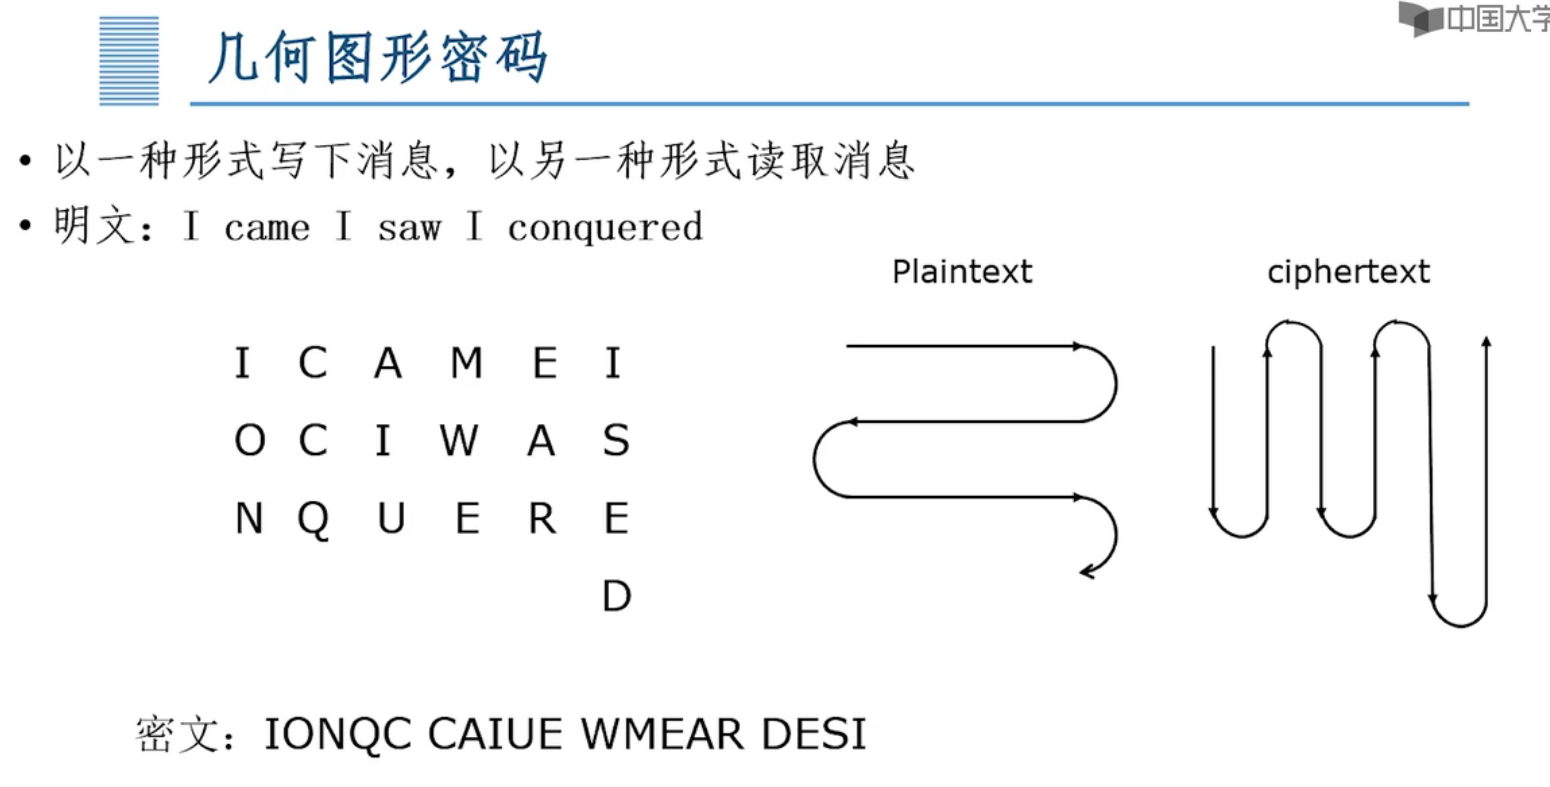 中国大学
几何图形密码
• 以一种形式写下消息，以另一种形式读取消息
• 明文：I came I saw I conquered
Plaintext
ciphertext
I C A M E I
O C I W A S
N Q U E R E
D
密文：IONQC CAIUE WMEAR DESI